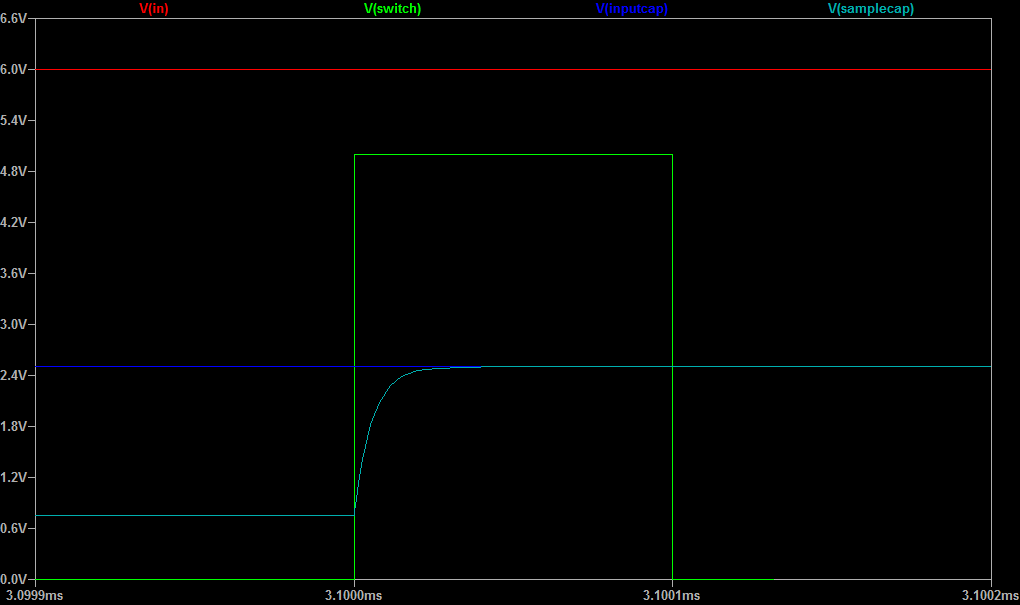 V(in) V(switch) V(inputcap) V(samplecap)
6.6V
6.0V
5.4V
4.8V
4.2V
3.6V
3.0V
2.4V
1.8V
1.2V
0.6V
0.0V
3.0999ms 3.1000ms 3.1001ms 3.1002ms